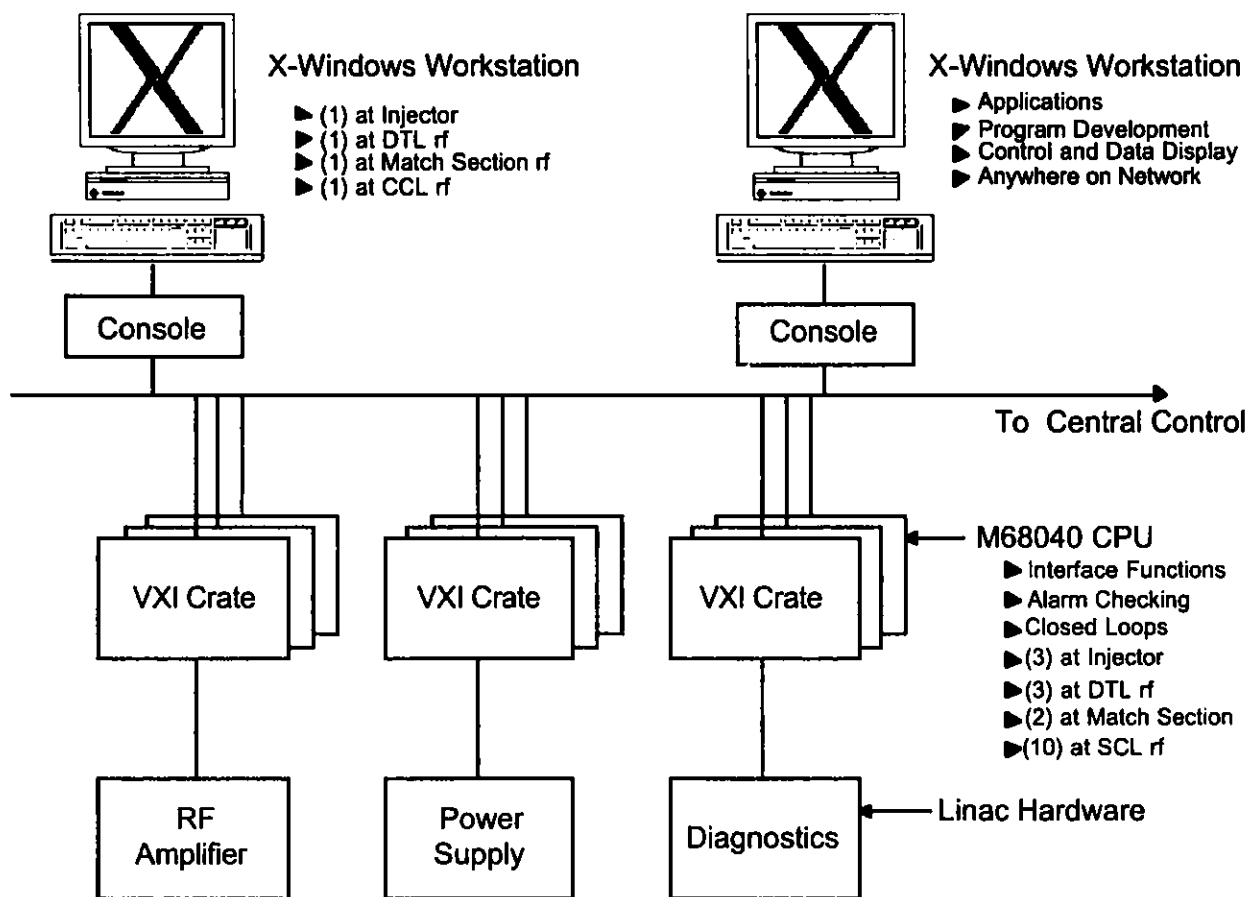 X-Windows Workstation
(1) at Injector
(1) at DTL rf
(1) at Match Section rf
(1) at CCL rf
X-Windows Workstation
Applications
Program Development
Control and Data Display
Anywhere on Network
Console
Console
To Central Control
VXI Crate
VXI Crate
VXI Crate
M68040 CPU
Interface Functions
Alarm Checking
Closed Loops
(3) at Injector
(3) at DTL rf
(2) at Match Section
(10) at SCL rf
RF
Amplifier
Power
Supply
Diagnostics
Linac Hardware